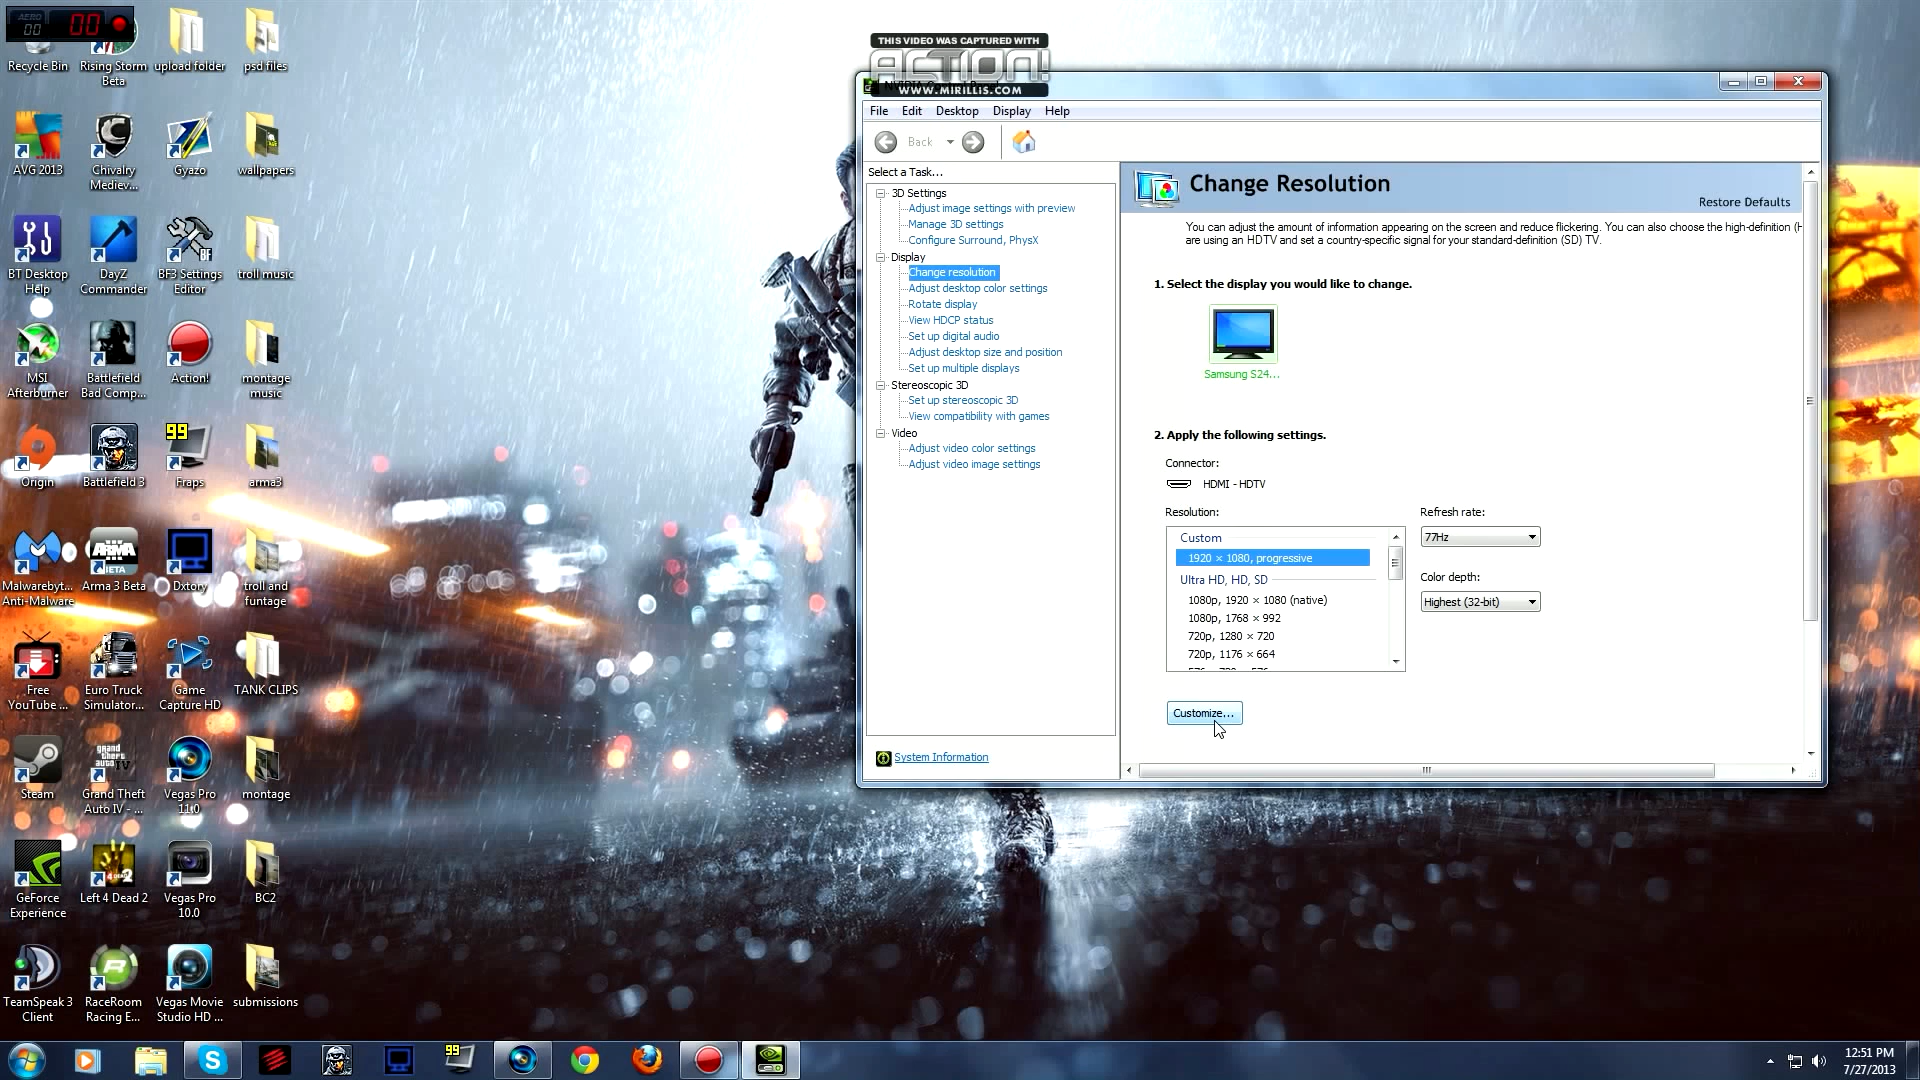 AERO
00
00
Recycle Bin
Rising Storm
Beta
upload folder
psd files
AVG 2013
Chivalry
Mediev...
Gyazo
wallpapers
BT Desktop
Help
DayZ
Commander
BF
BF3 Settings
Editor
troll music
MSI
Afterburner
Battlefield
Bad Comp...
Action!
montage
music
Origin
Battlefield 3
99
Fraps
arma3
Malwarebyt...
Anti-Malware
ARMA
Arma 3 Beta
Dxtory
troll and
funtage
Free
YouTube ...
Euro Truck
Simulator...
Game
Capture HD
TANK CLIPS
Steam
grand
theft
auto IV
Grand Theft
Auto IV - ...
Vegas Pro
11.0
montage
GeForce
Experience
Left 4 Dead 2
Vegas Pro
10.0
BC2
TeamSpeak 3
Client
RaceRoom
Racing E...
Vegas Movie
Studio HD ...
submissions
THIS VIDEO WAS CAPTURED WITH
ACTION!
WWW.MIRILLIS.COM
File Edit Desktop Display Help
Back
Select a Task...
3D Settings
Adjust image settings with preview
Manage 3D settings
Configure Surround, PhysX
Display
Change resolution
Adjust desktop color settings
Rotate display
View HDCP status
Set up digital audio
Adjust desktop size and position
Set up multiple displays
Stereoscopic 3D
Set up stereoscopic 3D
View compatibility with games
Video
Adjust video color settings
Adjust video image settings
System Information
Change Resolution
Restore Defaults
You can adjust the amount of information appearing on the screen and reduce flickering. You can also choose the high-definition (H
are using an HDTV and set a country-specific signal for your standard-definition (SD) TV.
1. Select the display you would like to change.
Samsung S24...
2. Apply the following settings.
Connector:
HDMI - HDTV
Resolution:
Custom
1920 × 1080, progressive
Ultra HD, HD, SD
1080p, 1920 × 1080 (native)
1080p, 1768 × 992
720p, 1280 × 720
720p, 1176 × 664
Refresh rate:
77Hz
Color depth:
Highest (32-bit)
Customize...
99
12:51 PM
7/27/2013